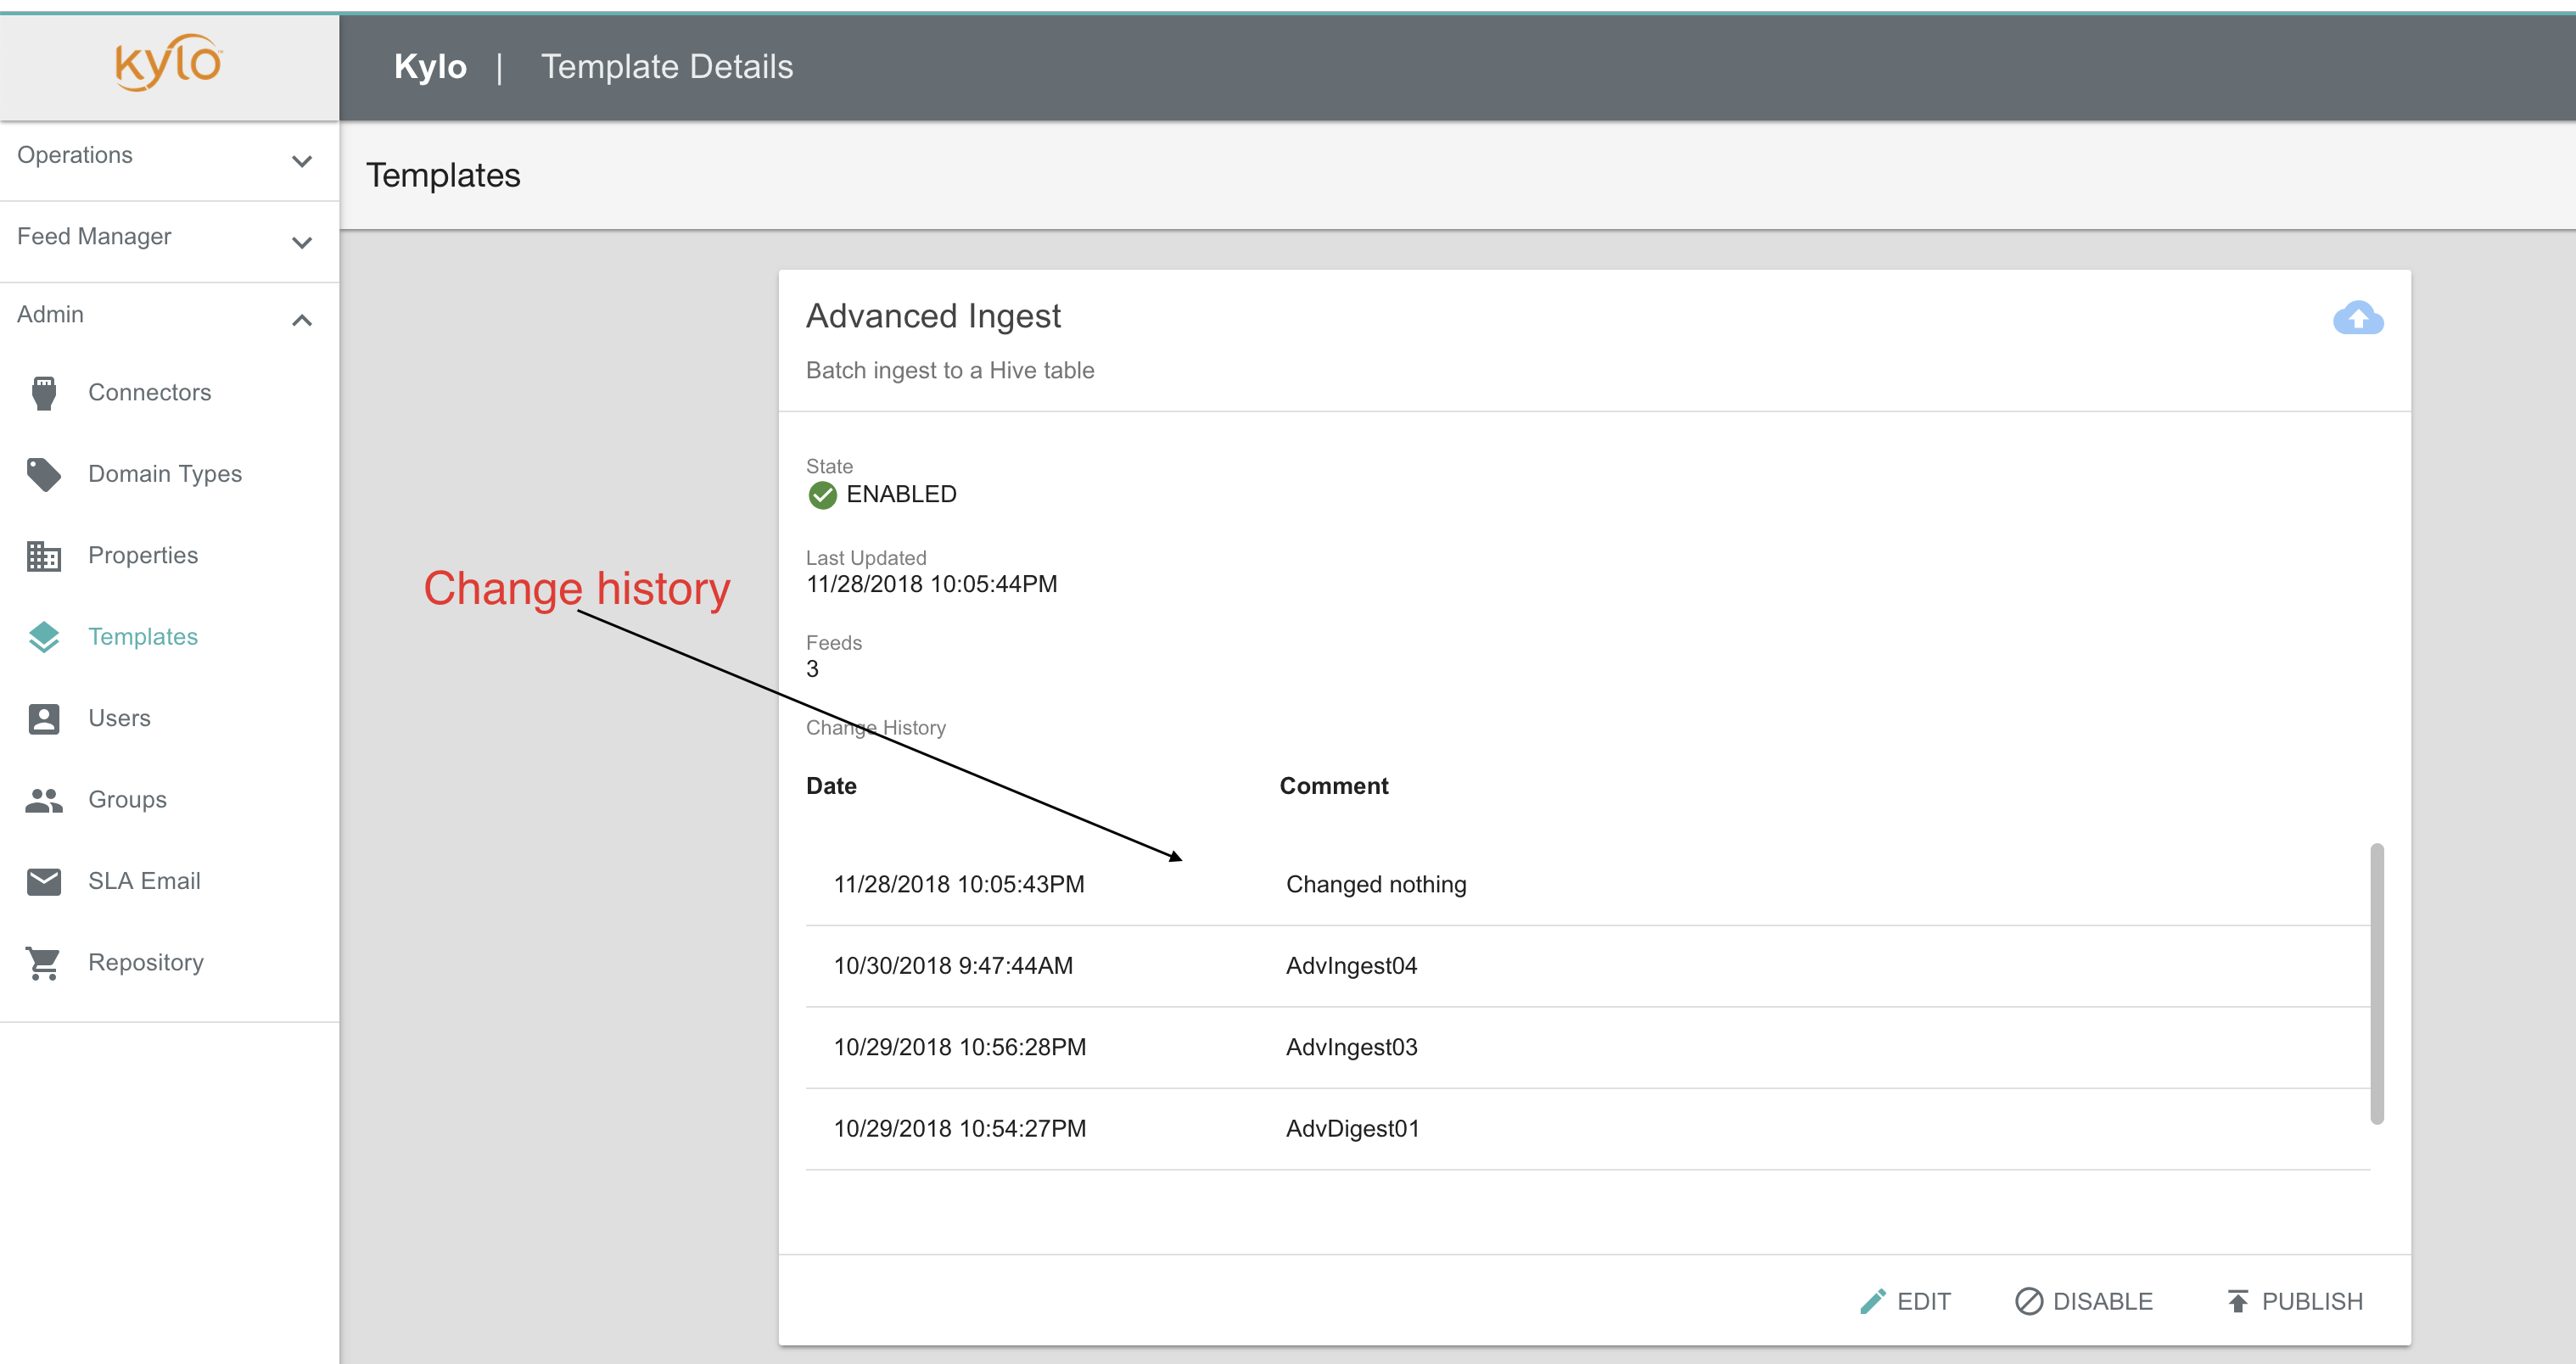 kylo
Kylo | Template Details
Operations
Templates
Feed Manager
Admin
Connectors
Domain Types
Properties
Templates
Users
Groups
SLA Email
Repository
Change history
Advanced Ingest
Batch ingest to a Hive table
State
ENABLED
Last Updated
11/28/2018 10:05:44PM
Feeds
3
Change History
Date Comment
11/28/2018 10:05:43PM Changed nothing
10/30/2018 9:47:44AM AdvIngest04
10/29/2018 10:56:28PM AdvIngest03
10/29/2018 10:54:27PM AdvDigest01
EDIT DISABLE PUBLISH